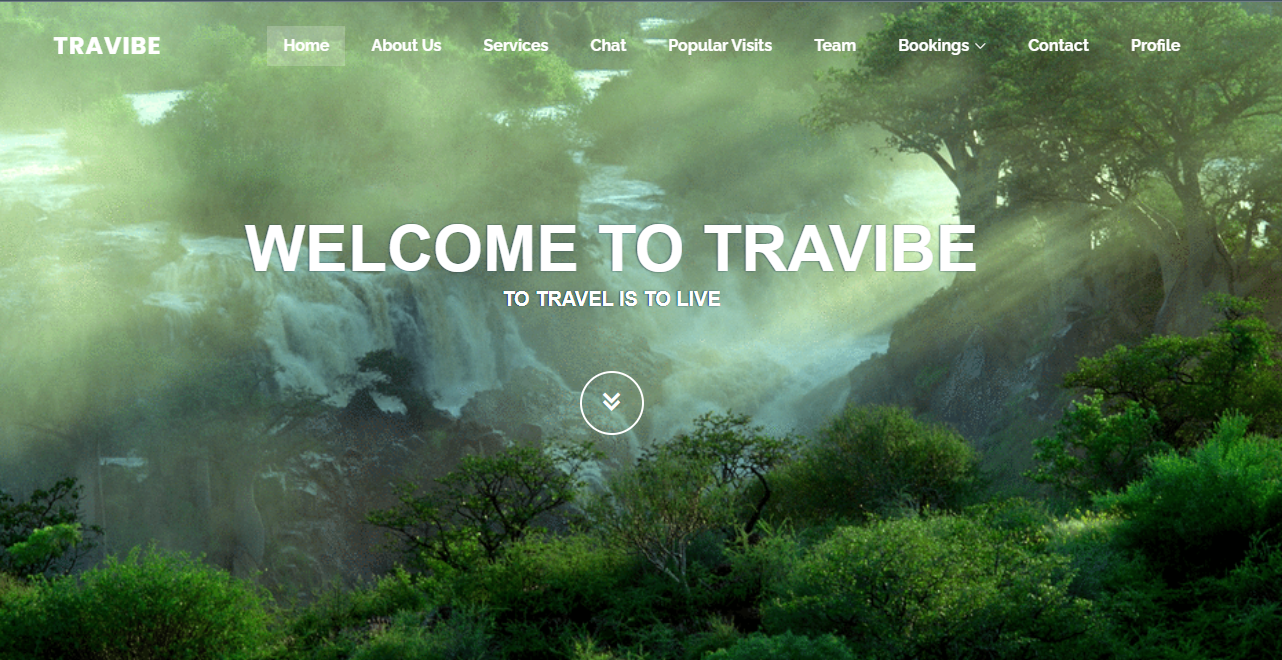 TRAVIBE Home About Us Services Chat Popular Visits Team Bookings Contact Profile
WELCOME TO TRAVIBE
TO TRAVEL IS TO LIVE